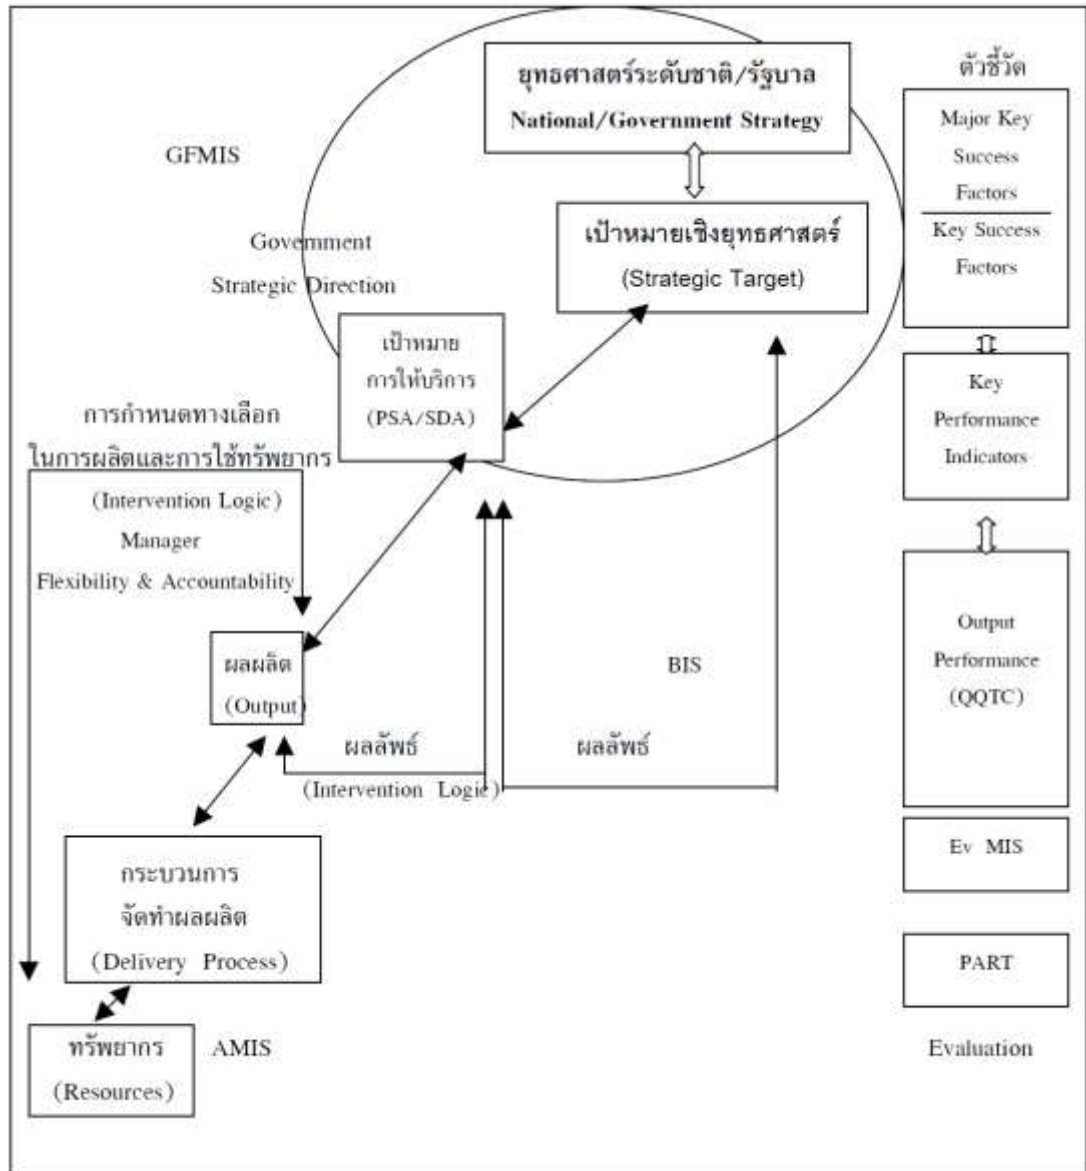 ยุทธศาสตร์ระดับชาติ/รัฐบาล
National/Government Strategy
ตัวชี้วัด
Major Key
Success
Factors
Key Success
Factors
GFMIS
เป้าหมายเชิงยุทธศาสตร์
(Strategic Target)
Government
Strategic Direction
เป้าหมาย
การให้บริการ
(PSA/SDA)
Key
Performance
Indicators
การกำหนดทางเลือก
ในการผลิตและการใช้ทรัพยากร
(Intervention Logic)
Manager
Flexibility & Accountability
ผลผลิต
(Output)
BIS
Output
Performance
(QQTC)
ผลลัพธ์
(Intervention Logic)
ผลลัพธ์
กระบวนการ
จัดทำผลผลิต
(Delivery Process)
Ev MIS
PART
ทรัพยากร
(Resources)
AMIS
Evaluation